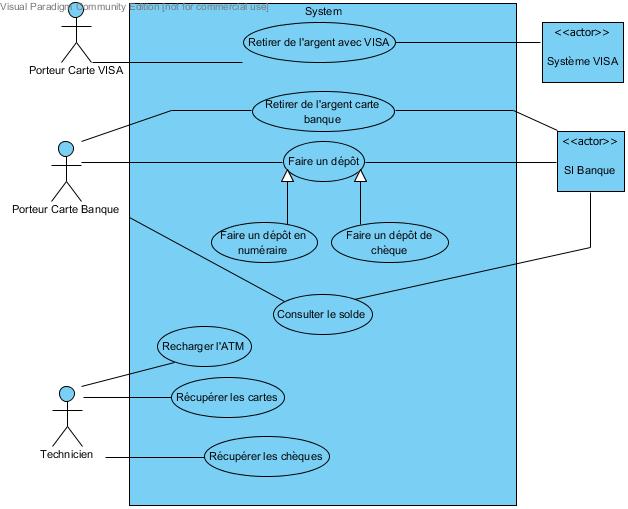 Visual Paradigm Community Edition [not for commercial use]
System
<<actor>>
Retirer de l'argent avec VISA
Système VISA
Porteur Carte VISA
Retirer de l'argent carte
banque
<<actor>>
Faire un dépôt
SI Banque
Porteur Carte Banque
Faire un dépôt en
numéraire
Faire un dépôt de
chèque
Consulter le solde
Recharger l'ATM
Récupérer les cartes
Technicien
Récupérer les chèques